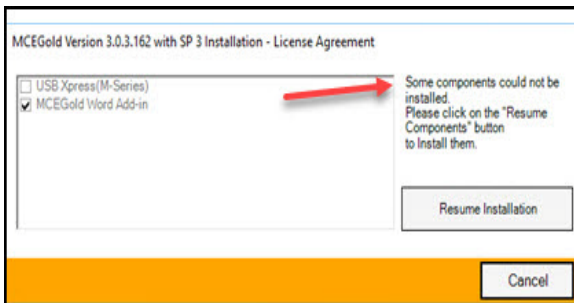 MCEGold Version 3.0.3.162 with SP 3 Installation - License Agreement
USB Xpress(M-Series)
MCEGold Word Add-in
Some components could not be
installed.
Please click on the "Resume
Components" button
to Install them.
Resume Installation
Cancel